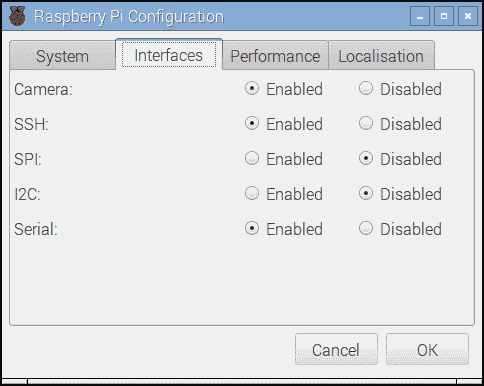 Raspberry Pi Configuration
System Interfaces Performance Localisation
Camera: Enabled Disabled
SSH: Enabled Disabled
SPI: Enabled Disabled
I2C: Enabled Disabled
Serial: Enabled Disabled
Cancel OK